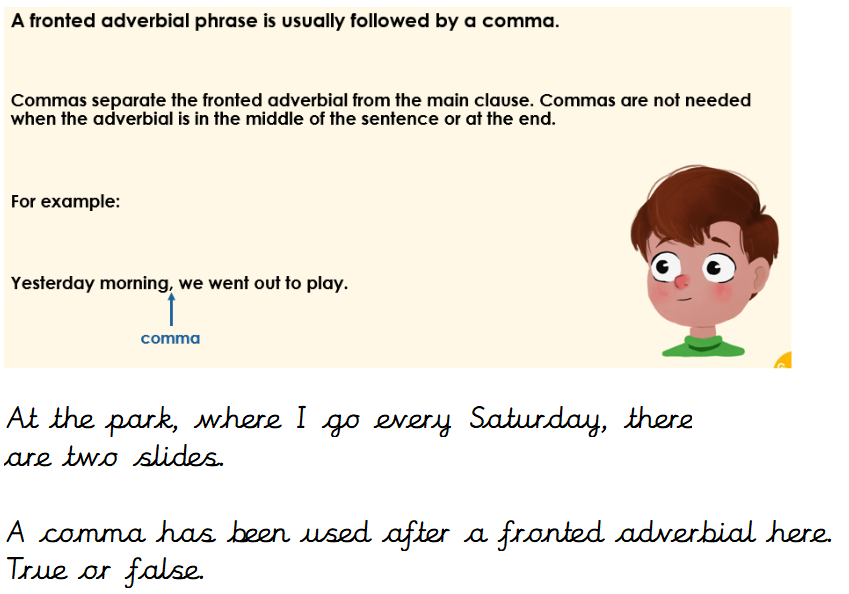 A fronted adverbial phrase is usually followed by a comma.
Commas separate the fronted adverbial from the main clause. Commas are not needed
when the adverbial is in the middle of the sentence or at the end.
For example:
Yesterday morning, we went out to play.
comma
At the park, where I go every Saturday, there
are two slides.
A comma has been used after a fronted adverbial here.
True or false.